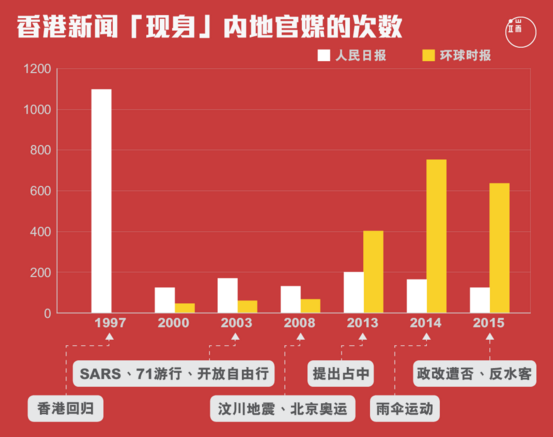 香港新闻「现身」内地官媒的次数
人民日报 环球时报
1200
1000
800
600
400
200
0
1997 2000 2003 2008 2013 2014 2015
SARS、71游行、开放自由行 提出占中 政改遭否、反水客
香港回归 汶川地震、北京奥运 雨伞运动